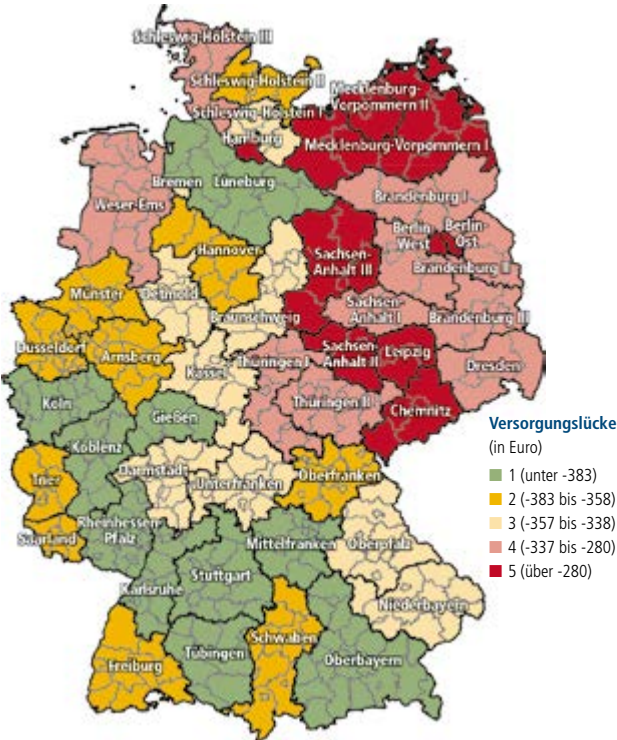 Schleswig-Holstein III
Schleswig-Holstein II
Mecklenburg-
Vorpommern II
Schleswig-Holstein I
Hamburg
Mecklenburg-Vorpommern I
Bremen
Lüneburg
Weser-Ems
Brandenburg I
Berlin
West
Berlin-
Ost
Hannover
Sachsen-
Anhalt III
Brandenburg II
Münster
Detmold
Braunschweig
Sachsen-
Anhalt I
Brandenburg III
Düsseldorf
Arnsberg
Kassel
Thüringen I
Sachsen-
Anhalt II
Leipzig
Dresden
Köln
Gießen
Thüringen II
Chemnitz
Koblenz
Versorgungslücke
(in Euro)
1 (unter -383)
2 (-383 bis -358)
3 (-357 bis -338)
4 (-337 bis -280)
5 (über -280)
Trier
Darmstadt
Unterfranken
Oberfranken
Saarland
Rheinhessen-
Pfalz
Mittelfranken
Oberpfalz
Karlsruhe
Stuttgart
Niederbayern
Freiburg
Tübingen
Schwaben
Oberbayern